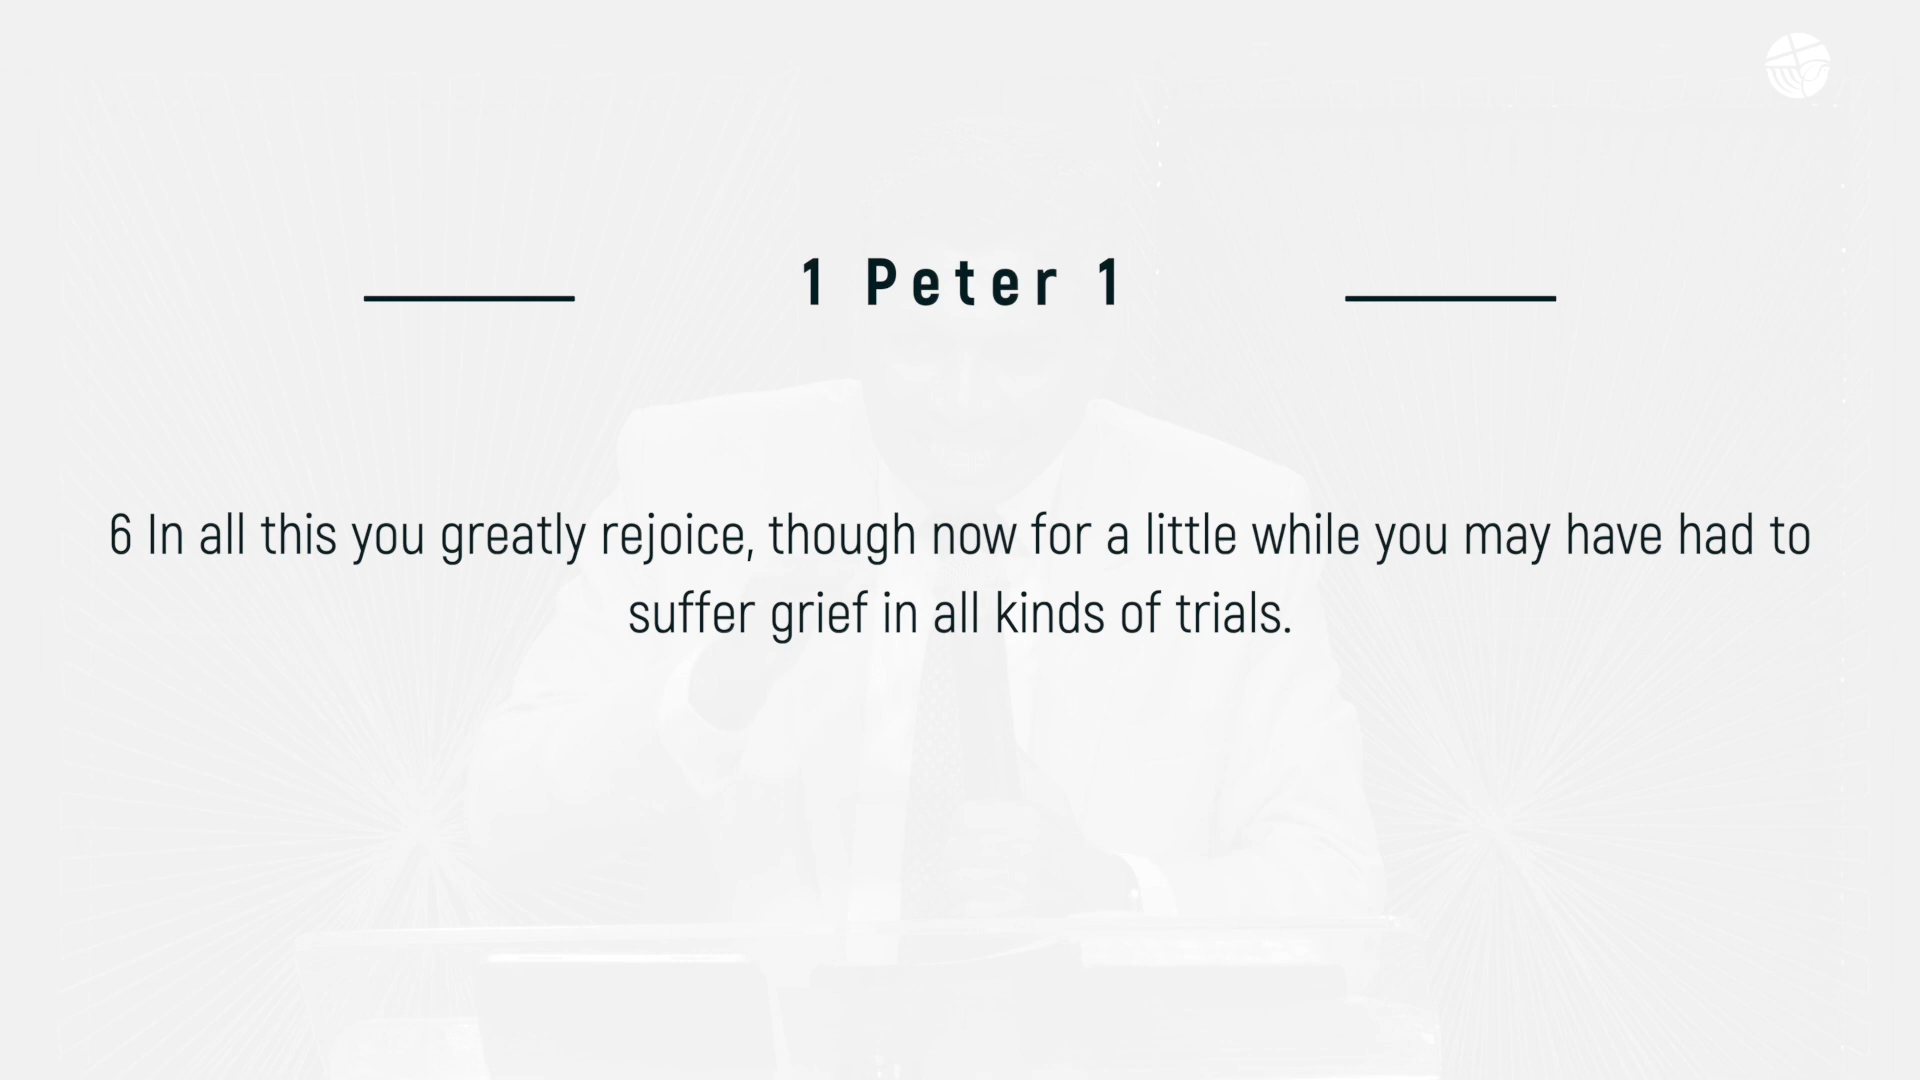 1 Peter 1
6 In all this you greatly rejoice, though now for a little while you may have had to
suffer grief in all kinds of trials.